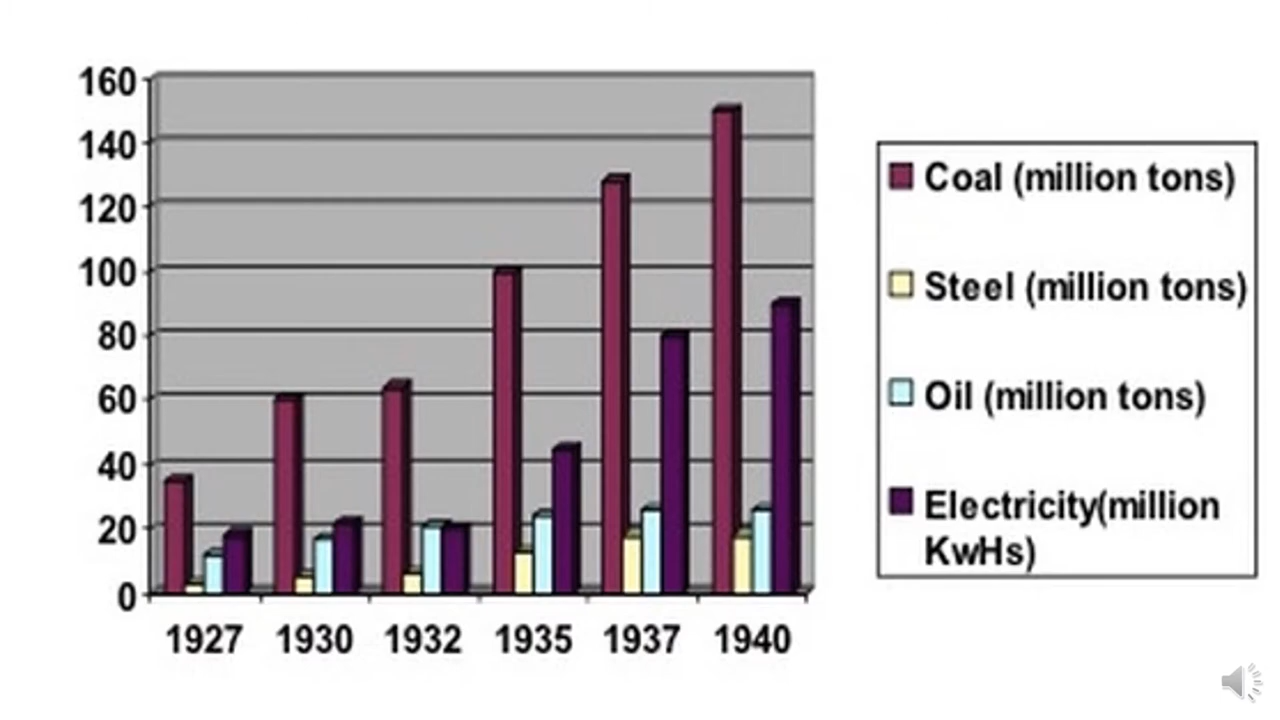 160
140
120
100
80
60
40
20
0
1927 1930 1932 1935 1937 1940
Coal (million tons)
Steel (million tons)
Oil (million tons)
Electricity(million
KwHs)